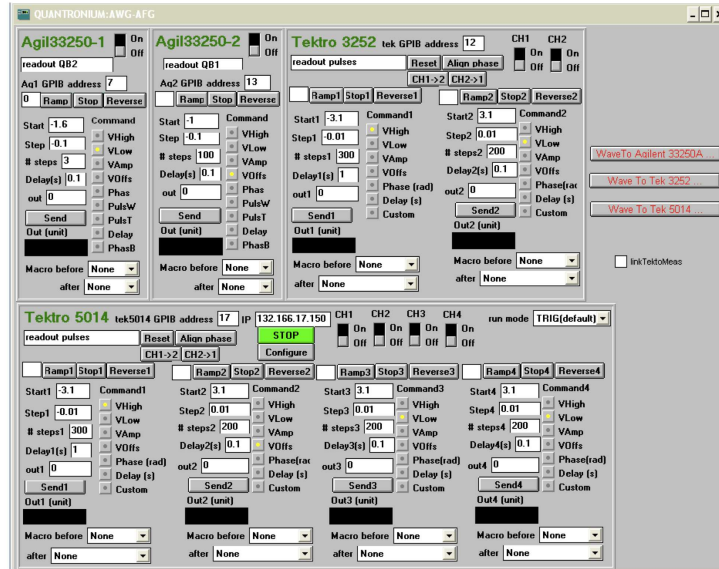 QUANTRONIUM:AWG-AFG
Agil33250-1 On Off
readout QB2
Aq1 GPIB address 7
0 Ramp Stop Reverse
Start -1.6 Command
Step -0.1 VHigh
# steps 3 VLow
Delay(s) 0.1 VAmp
out 0 VOffs
Phas
PulsW
Send PulsT
Out (unit) Delay
PhasB
Macro before None
after None
Agil33250-2 On Off
readout QB1
Aq2 GPIB address 13
Ramp Stop Reverse
Start -1 Command
Step -0.1 VHigh
# steps 100 VLow
Delay(s) 0.1 VAmp
out 0 VOffs
Phas
PulsW
Send PulsT
Out (unit) Delay
PhasB
Macro before None
after None
Tektro 3252 tek GPIB address 12 CH1 CH2
On Off On Off
readout pulses Reset Align phase
CH1->2 CH2->1
Ramp1 Stop1 Reverse1
Start1 -3.1 Command1
Step1 -0.01 VHigh
# steps1 300 VLow
Delay1(s) 1 VAmp
out1 0 VOffs
Phase (rad)
Send1 Delay (s)
Out1 (unit) Custom
Macro before None
after None
Ramp2 Stop2 Reverse2
Start2 3.1 Command2
Step2 0.01 VHigh
# steps2 200 VLow
Delay2(s) 0.1 VAmp
out2 0 VOffs
Phase(rac
Send2 Delay (s)
Out2 (unit) Custom
Macro before None
after None
WaveTo Agilent 33250A ...
Wave To Tek 3252 ...
Wave To Tek 5014 ...
linkTektoMeas
Tektro 5014 tek5014 GPIB address 17 IP 132.166.17.150 CH1 CH2 CH3 CH4 run mode TRIG(default)
On Off On Off On Off On Off
readout pulses Reset Align phase STOP
CH1->2 CH2->1 Configure
Ramp1 Stop1 Reverse1
Start1 -3.1 Command1
Step1 -0.01 VHigh
# steps1 300 VLow
Delay1(s) 1 VAmp
out1 0 VOffs
Phase (rad)
Send1 Delay (s)
Out1 (unit) Custom
Macro before None
after None
Ramp2 Stop2 Reverse2
Start2 3.1 Command2
Step2 0.01 VHigh
# steps2 200 VLow
Delay2(s) 0.1 VAmp
out2 0 VOffs
Phase(rac
Send2 Delay (s)
Out2 (unit) Custom
Macro before None
after None
Ramp3 Stop3 Reverse3
Start3 3.1 Command3
Step3 0.01 VHigh
# steps3 200 VLow
Delay3(s) 0.1 VAmp
out3 0 VOffs
Phase(rad)
Send3 Delay (s)
Out3 (unit) Custom
Macro before None
after None
Ramp4 Stop4 Reverse4
Start4 3.1 Command4
Step4 0.01 VHigh
# steps4 200 VLow
Delay4(s) 0.1 VAmp
out4 0 VOffs
Phase(rad)
Send4 Delay (s)
Out4 (unit) Custom
Macro before None
after None